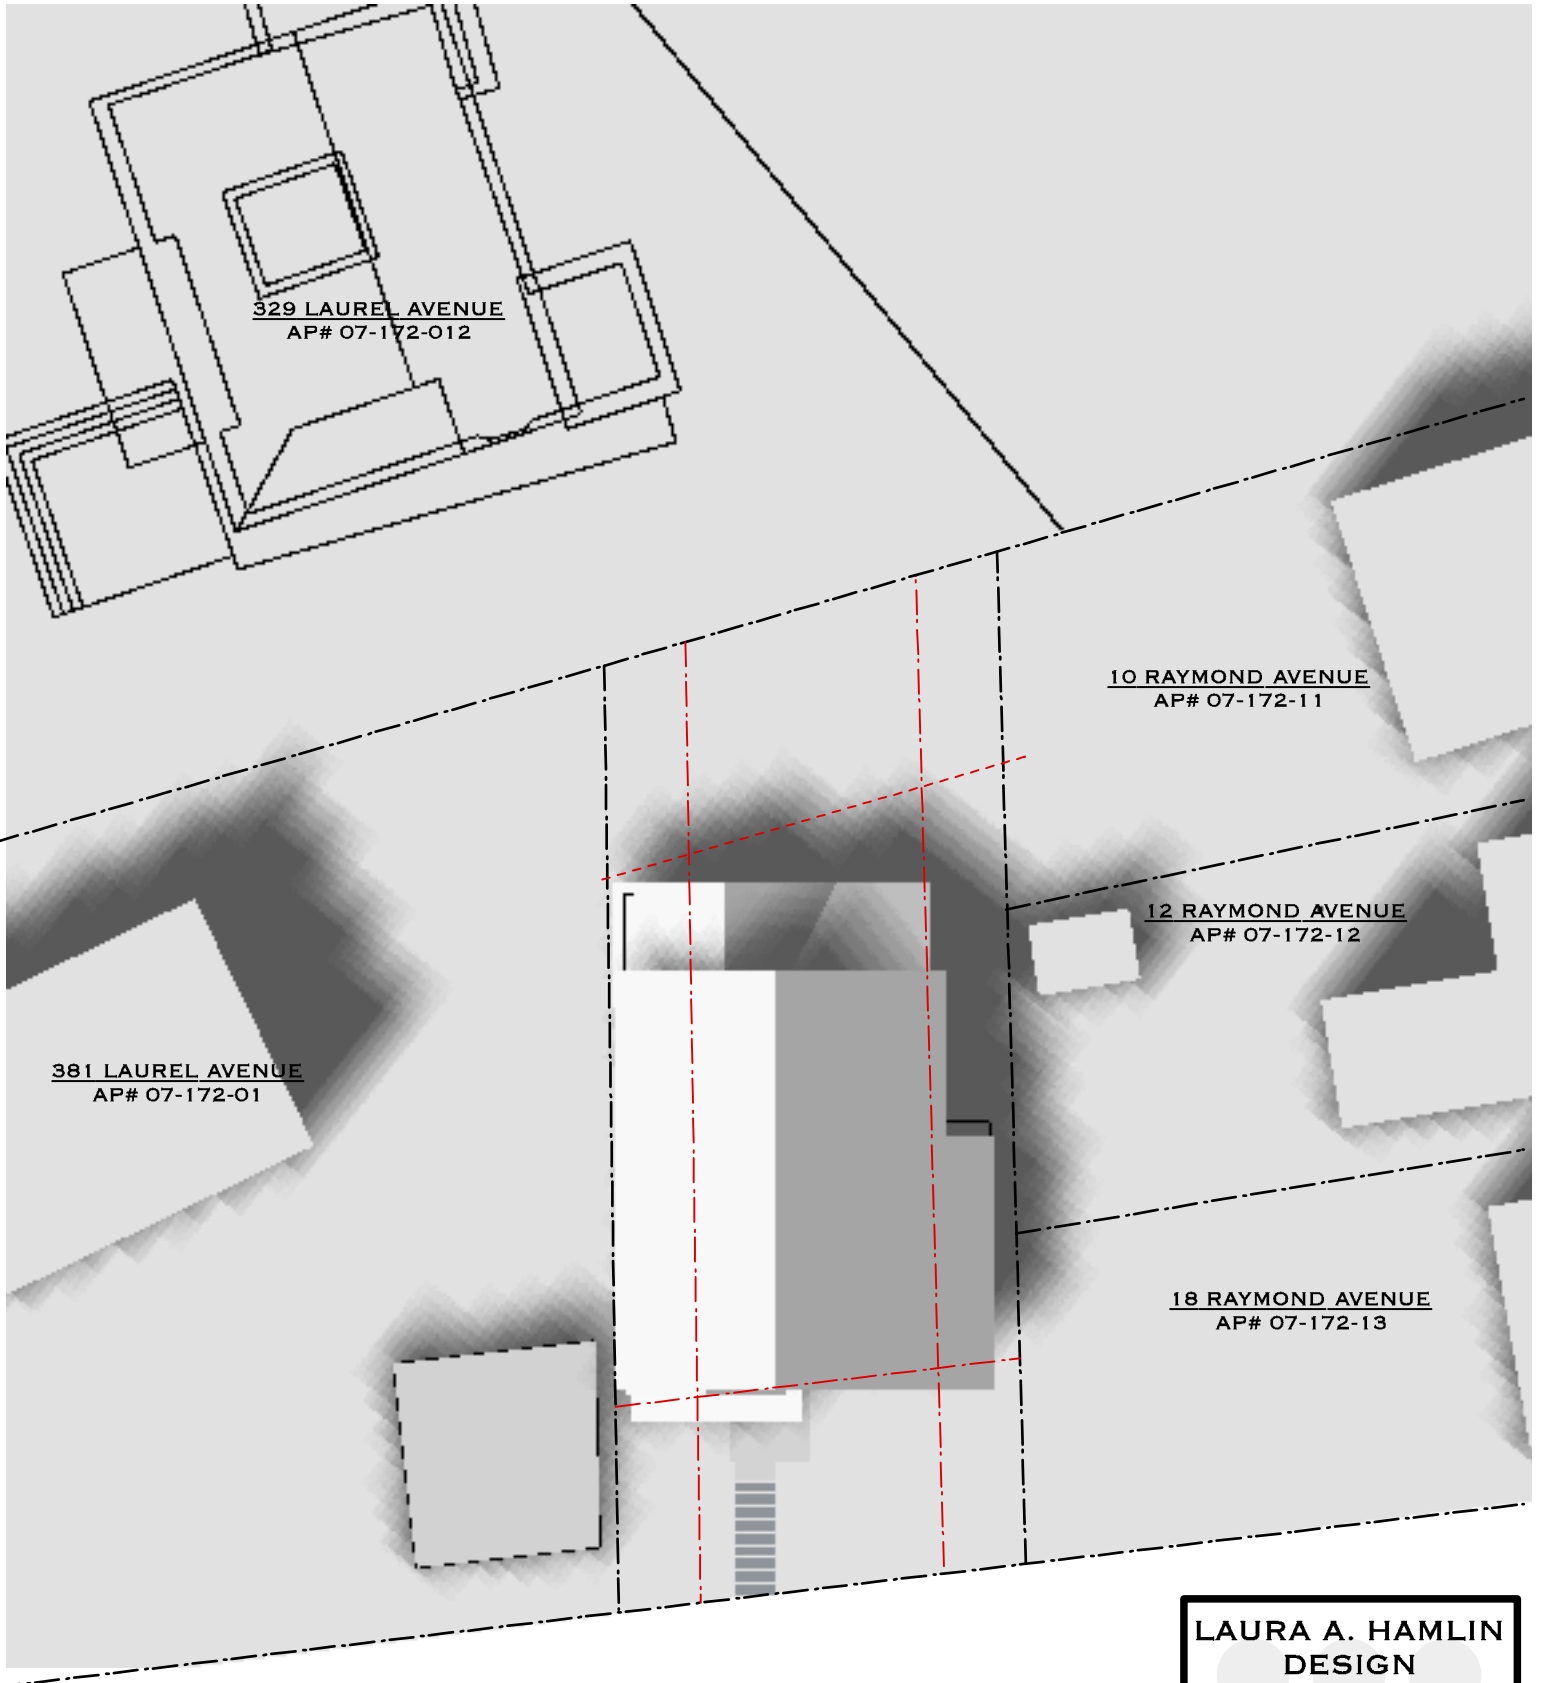 329 LAUREL AVENUE
AP# 07-172-012
10 RAYMOND AVENUE
AP# 07-172-11
12 RAYMOND AVENUE
AP# 07-172-12
381 LAUREL AVENUE
AP# 07-172-01
18 RAYMOND AVENUE
AP# 07-172-13
LAURA A. HAMLIN
DESIGN